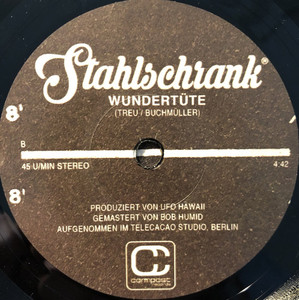 Stahlschrank®
WUNDERTÜTE
(TREU / BUCHMÜLLER)
8'
B
45 U/MIN STEREO
4:42
8'
PRODUZIERT VON UFO HAWAII
GEMASTERT VON BOB HUMID
AUFGENOMMEN IM TELECACAO STUDIO, BERLIN
compost